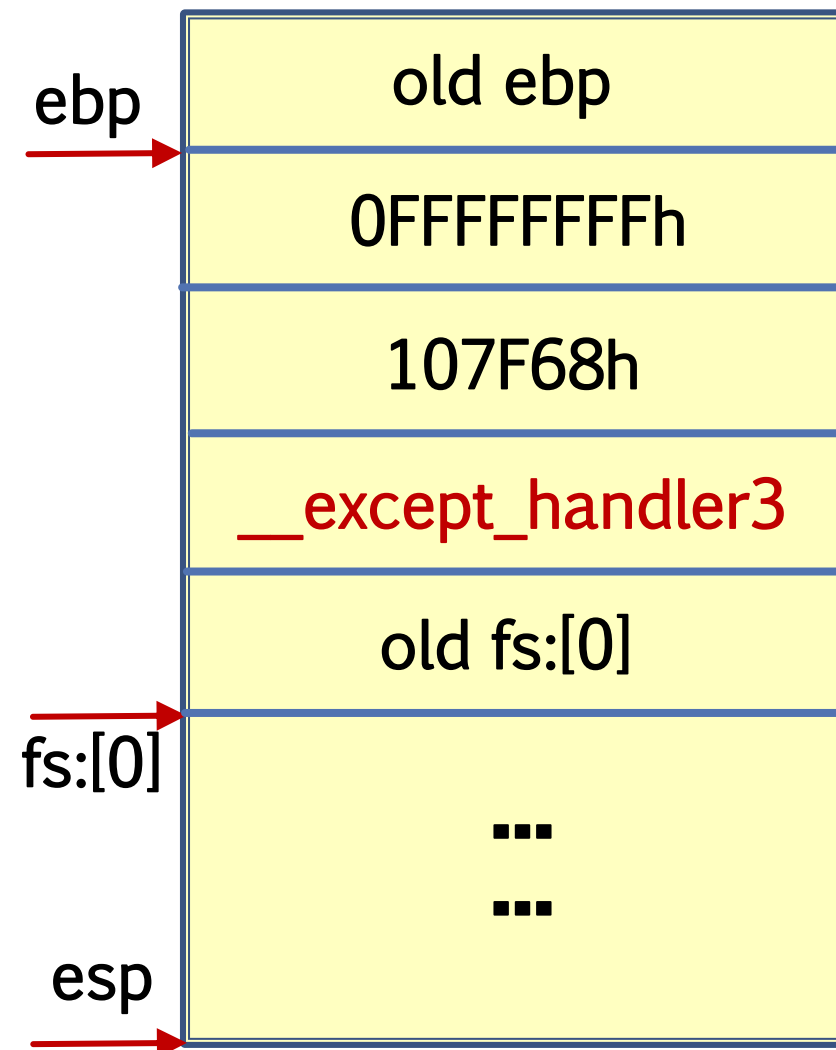 old ebp
ebp
0FFFFFFFFh
107F68h
__except_handler3
old fs:[0]
fs:[0]
...
...
esp